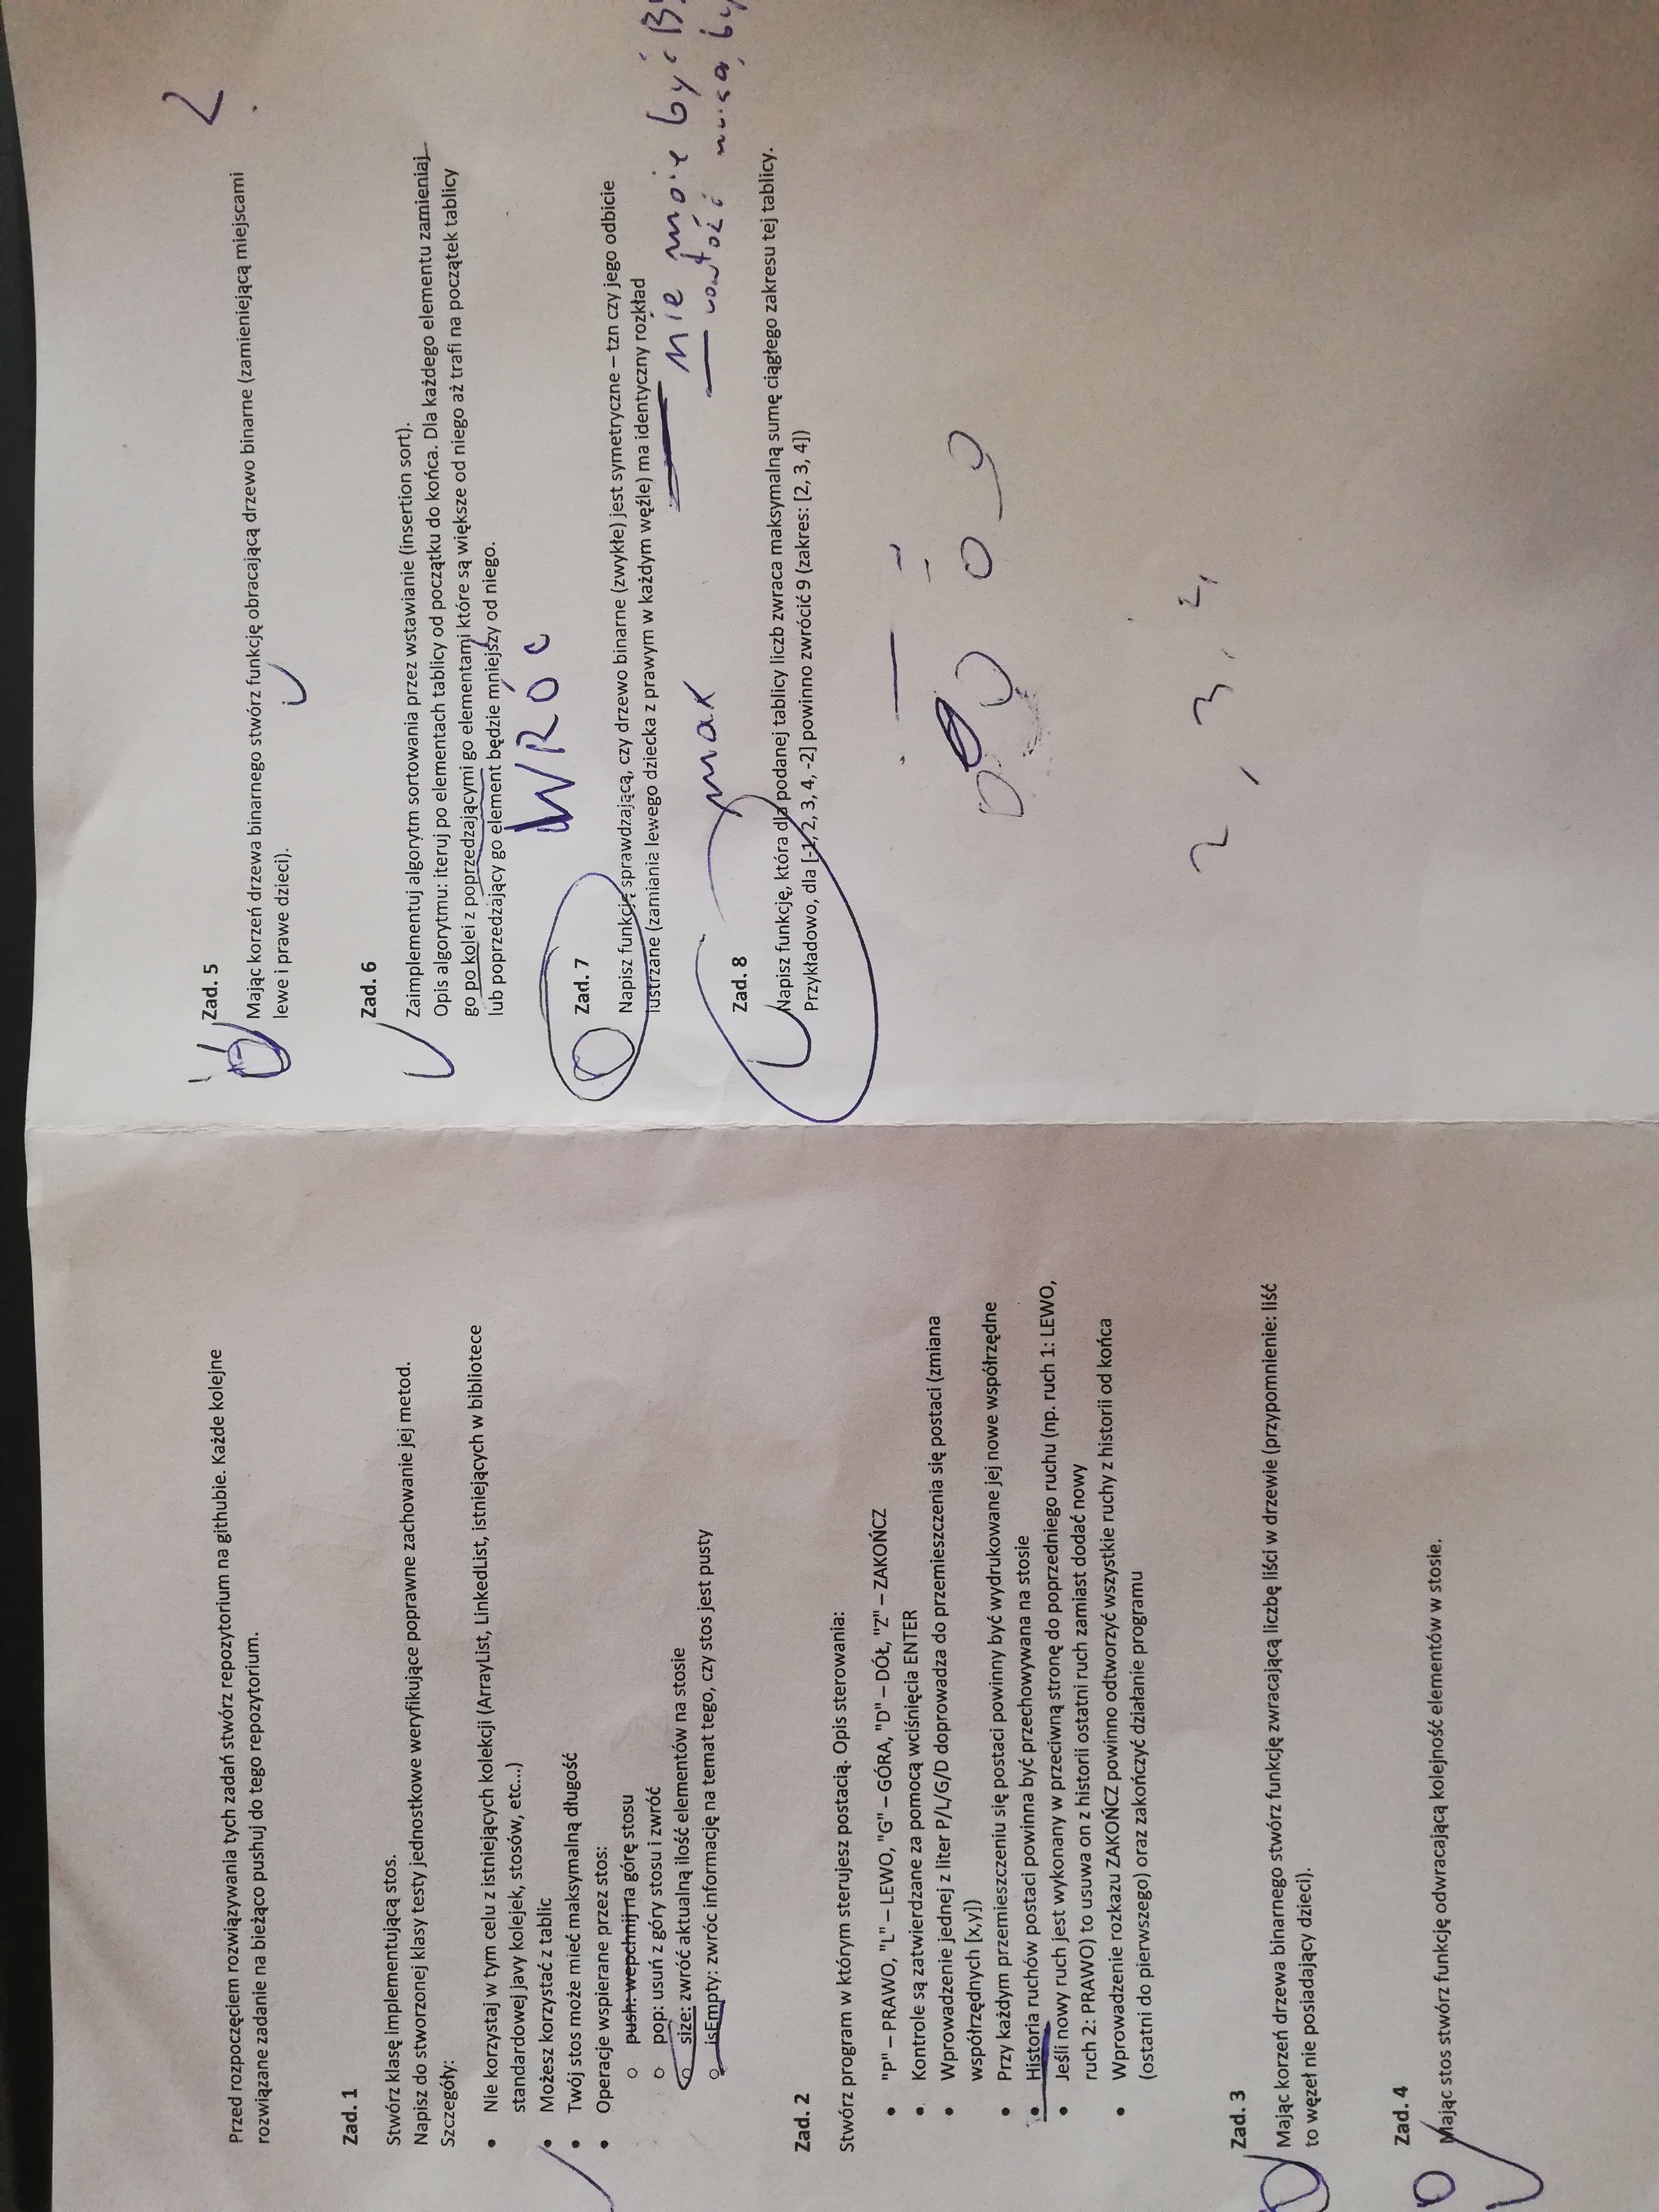 Przed rozpoczęciem rozwiązywania tych zadań stwórz repozytorium na githubie. Każde kolejne
rozwiązane zadanie na bieżąco pushuj do tego repozytorium.
Zad. 1
Stwórz klasę implementującą stos.
Napisz do stworzonej klasy testy jednostkowe weryfikujące poprawne zachowanie jej metod.
Szczegóły:
• Nie korzystaj w tym celu z istniejących kolekcji (ArrayList, LinkedList, istniejących w bibliotece
standardowej javy kolejek, stosów, etc...)
• Możesz korzystać z tablic
• Twój stos może mieć maksymalną długość
• Operacje wspierane przez stos:
o push: wepchnij na górę stosu
o pop: usuń z góry stosu i zwróć
o size: zwróć aktualną ilość elementów na stosie
o isEmpty: zwróc informację na temat tego, czy stos jest pusty
Zad. 2
Stwórz program w którym sterujesz postacią. Opis sterowania:
• "P" – PRAWO, "L" – LEWO, "G" – GÓRA, "D" – DÓŁ, "Z" – ZAKOŃCZ
• Kontrole są zatwierdzane za pomocą wciśnięcia ENTER
• Wprowadzenie jednej z liter P/L/G/D doprowadza do przemieszczenia się postaci (zmiana
współrzędnych [x,y])
• Przy każdym przemieszczeniu się postaci powinny być wydrukowane jej nowe współrzędne
• Historia ruchów postaci powinna być przechowywana na stosie
• Jeśli nowy ruch jest wykonany w przeciwną stronę do poprzedniego ruchu (np. ruch 1: LEWO,
ruch 2: PRAWO) to usuwa on z historii ostatni ruch zamiast dodać nowy
• Wprowadzenie rozkazu ZAKOŃCZ powinno odtworzyć wszystkie ruchy z historii od końca
(ostatni do pierwszego) oraz zakończyć działanie programu
Zad. 3
Mając korzeń drzewa binarnego stwórz funkcję zwracającą liczbę liści w drzewie (przypomnienie: liść
to węzeł nie posiadający dzieci).
Zad. 4
Mając stos stwórz funkcję odwracającą kolejność elementów w stosie.
Zad. 5
Mając korzeń drzewa binarnego stwórz funkcję obracającą drzewo binarne (zamieniejącą miejscami
lewe i prawe dzieci).
Zad. 6
Zaimplementuj algorytm sortowania przez wstawianie (insertion sort).
Opis algorytmu: iteruj po elementach tablicy od początku do końca. Dla każdego elementu zamieniaj
go po kolei z poprzedzającymi go elementami które są większe od niego aż trafi na początek tablicy
lub poprzedzający go element będzie mniejszy od niego.
WRÓĆ
Zad. 7
Napisz funkcję sprawdzającą, czy drzewo binarne (zwykłe) jest symetryczne – tzn czy jego odbicie
lustrzane (zamiania lewego dziecka z prawym w każdym węźle) ma identyczny rozkład
nie może być
wartość muszą
max
Zad. 8
Napisz funkcję, która dla podanej tablicy liczb zwraca maksymalną sumę ciągłego zakresu tej tablicy.
Przykładowo, dla [-1, 2, 3, 4, -2] powinno zwrócić 9 (zakres: [2, 3, 4])
2, 3, 2,